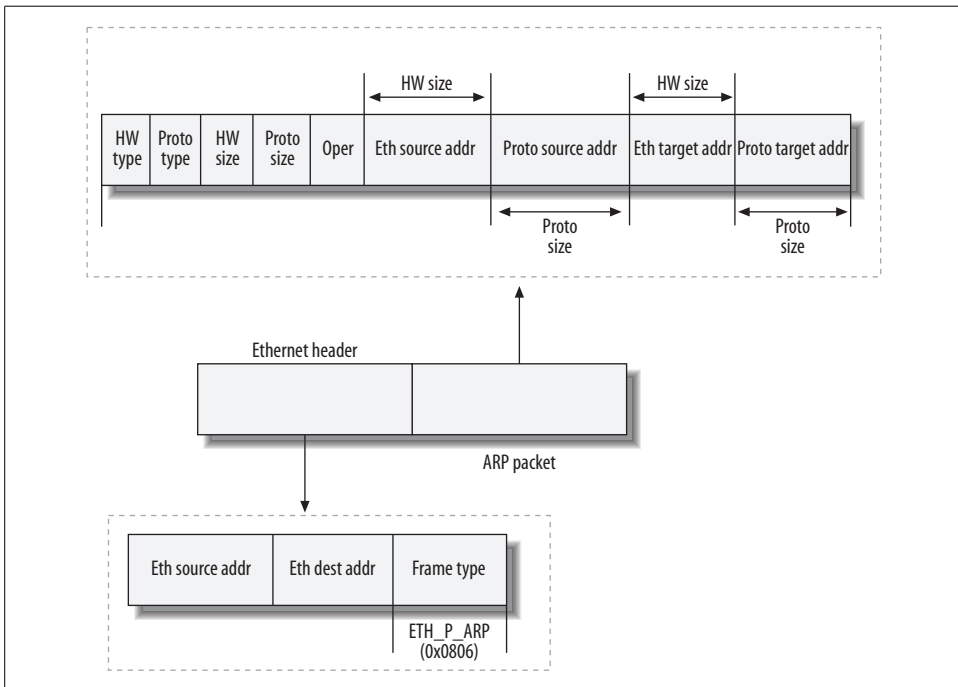 HW size
HW size
HW
type
Proto
type
HW
size
Proto
size
Oper
Eth source addr
Proto source addr
Eth target addr
Proto target addr
Proto
size
Proto
size
Ethernet header
ARP packet
Eth source addr
Eth dest addr
Frame type
ETH_P_ARP
(0x0806)